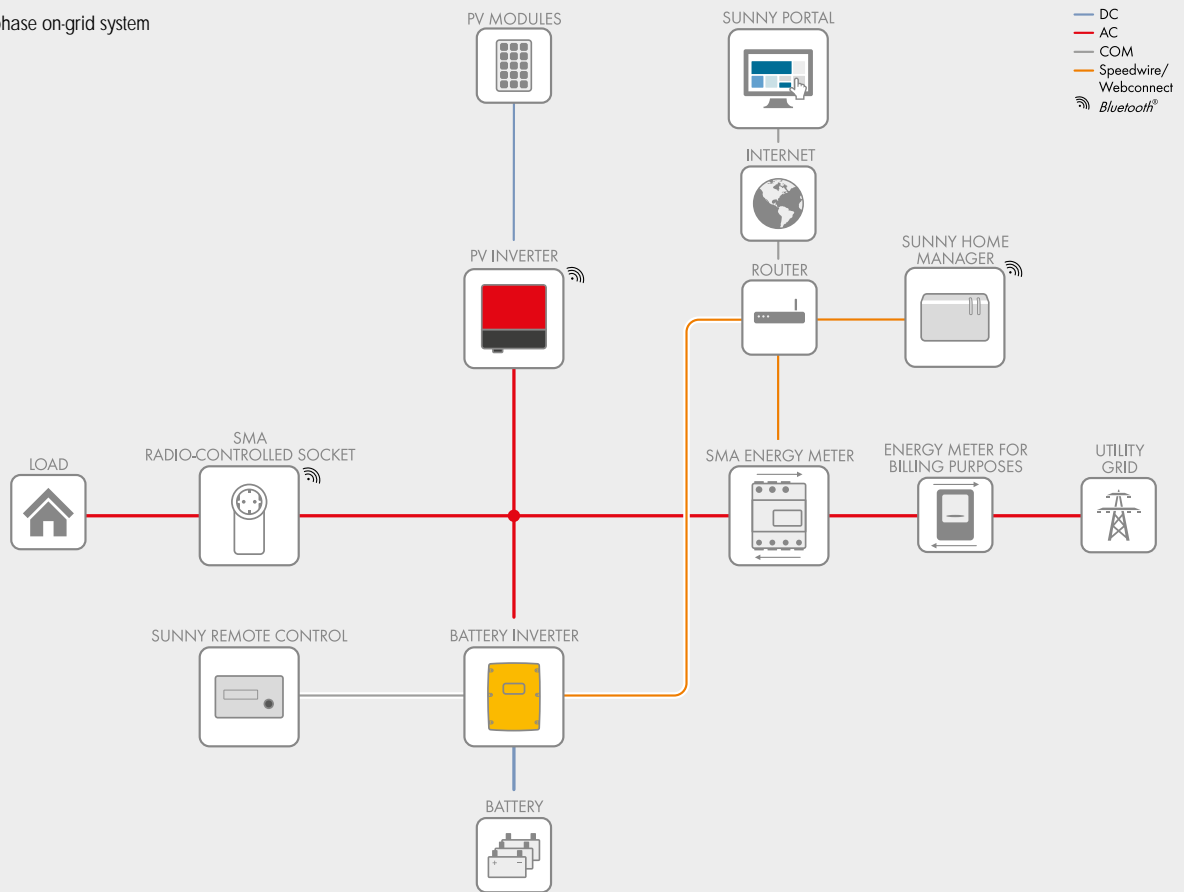 phase on-grid system
PV MODULES
SUNNY PORTAL
DC
AC
COM
Speedwire/
Webconnect
Bluetooth®
INTERNET
PV INVERTER
ROUTER
SUNNY HOME
MANAGER
LOAD
SMA
RADIO-CONTROLLED SOCKET
SMA ENERGY METER
ENERGY METER FOR
BILLING PURPOSES
UTILITY
GRID
SUNNY REMOTE CONTROL
BATTERY INVERTER
BATTERY
+ −